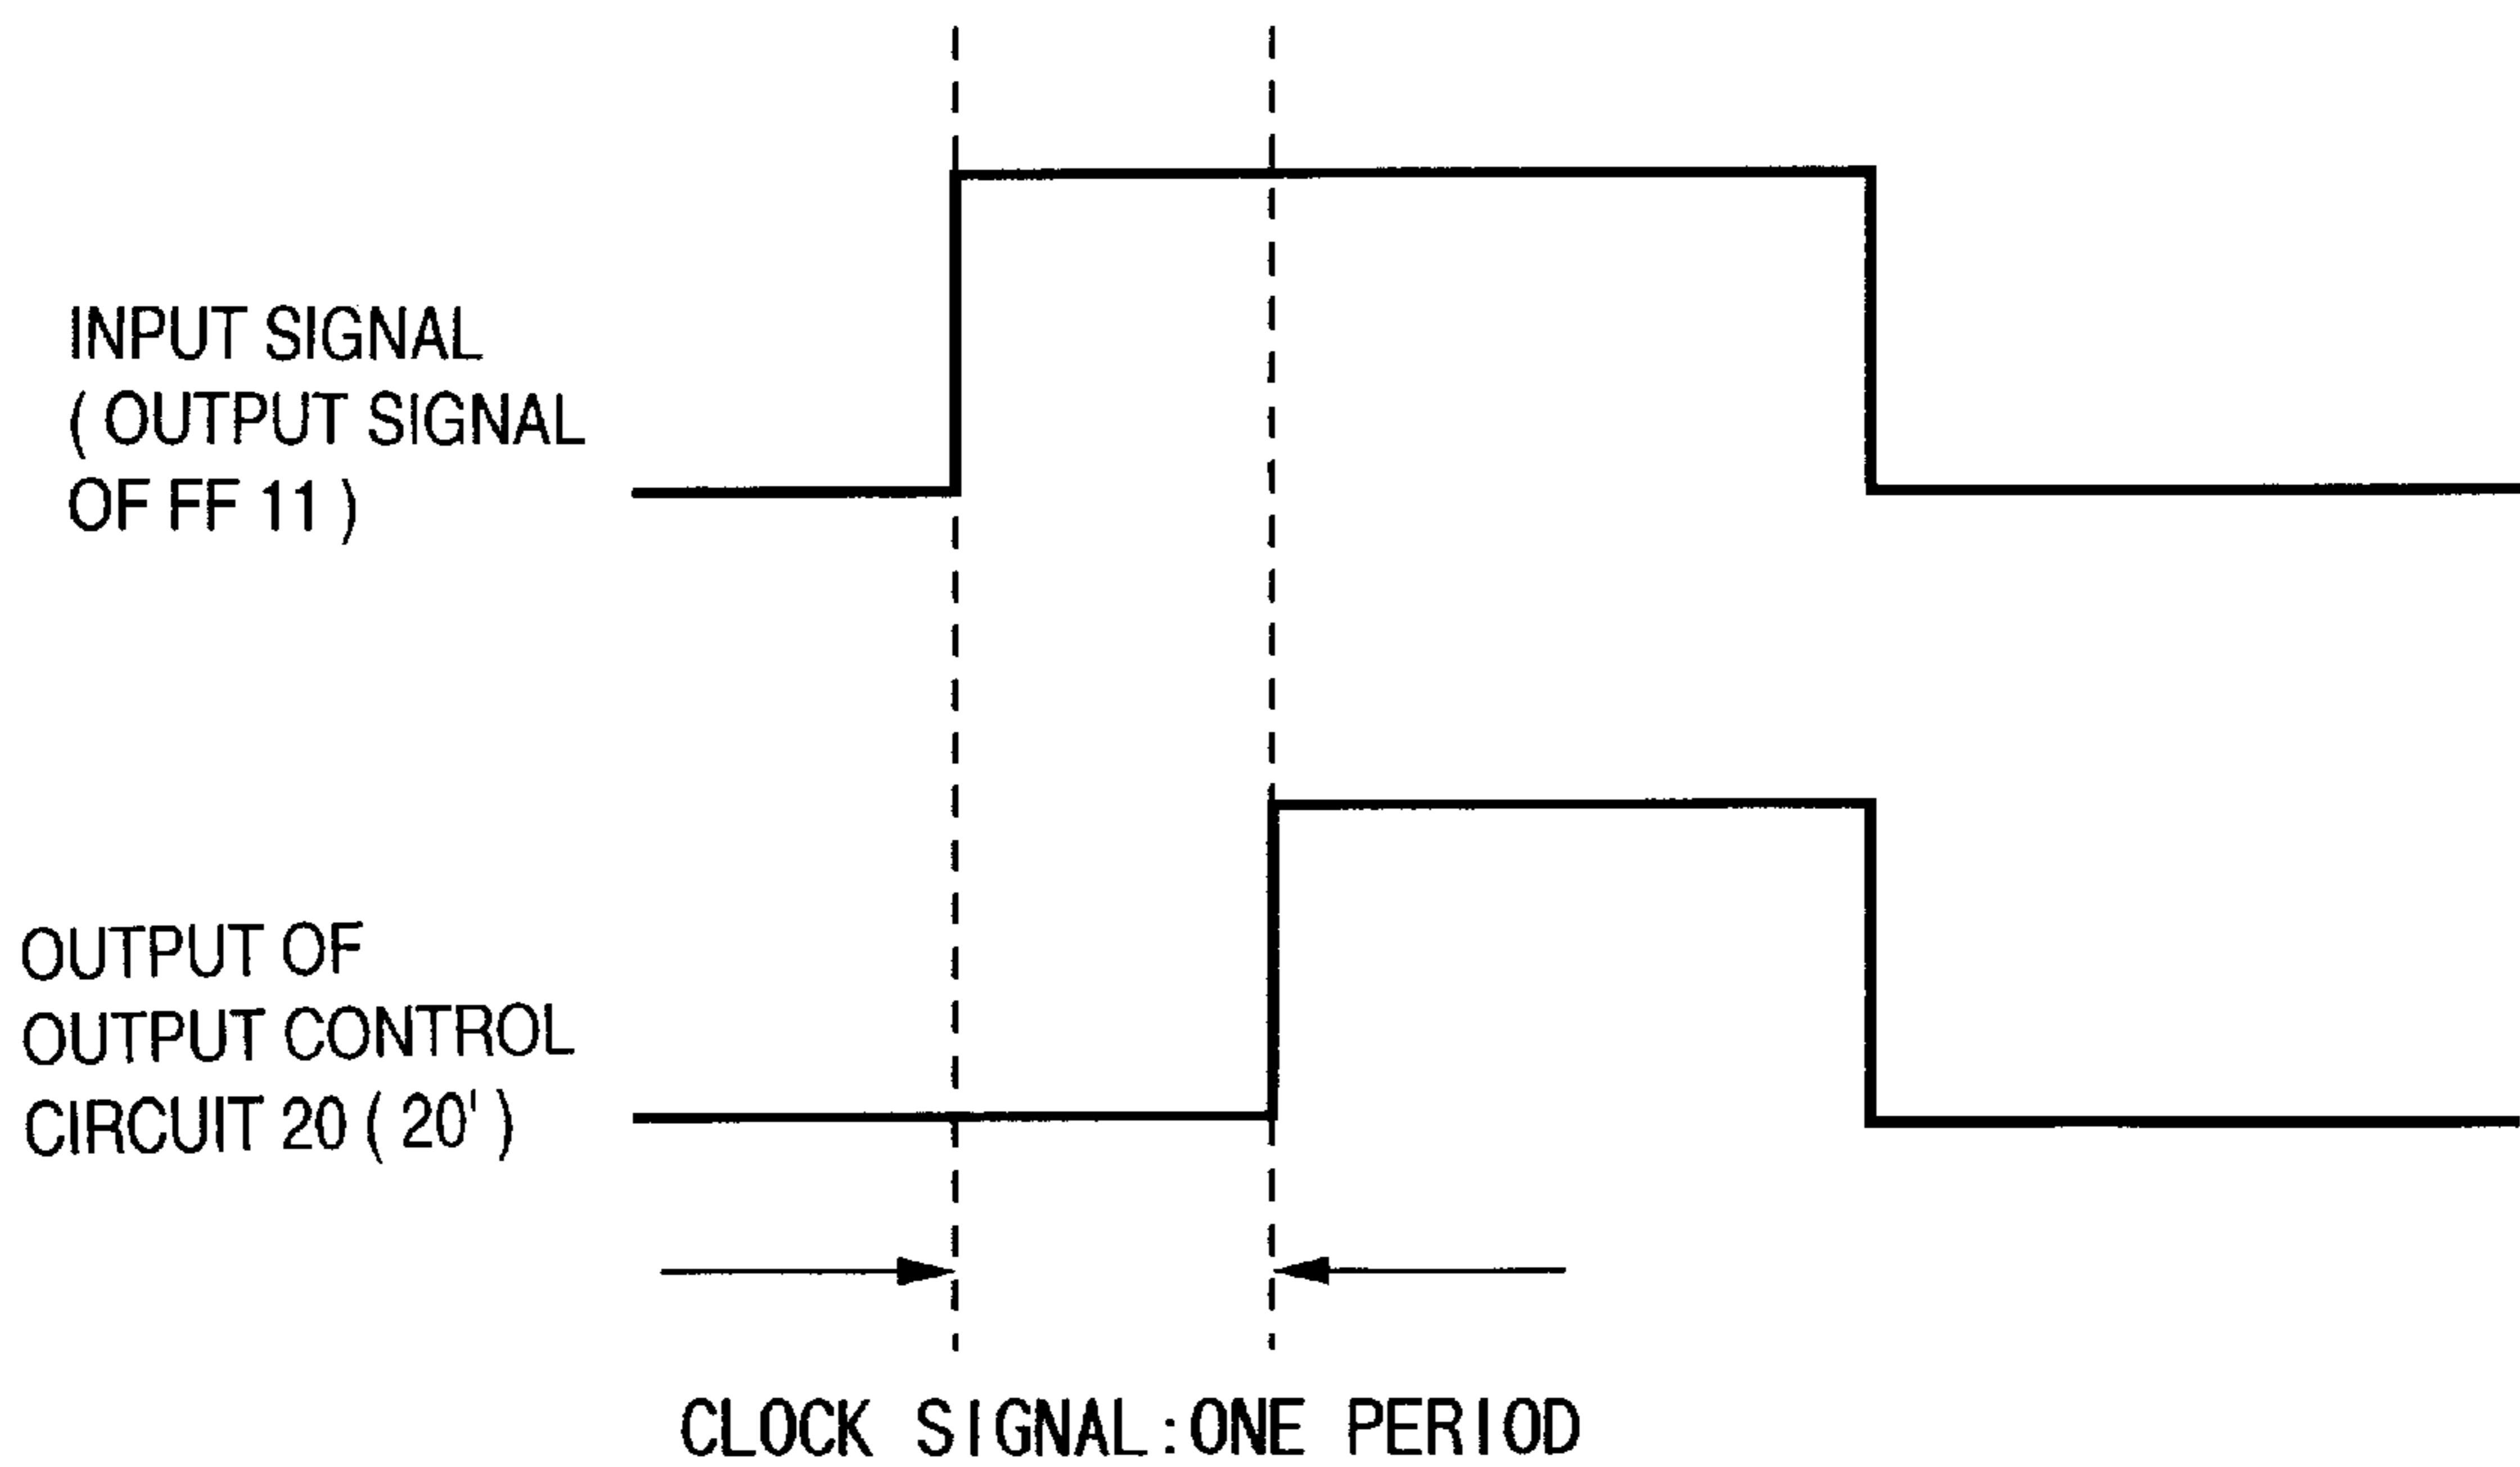 INPUT SIGNAL
( OUTPUT SIGNAL
OF FF 11 )
OUTPUT OF
OUTPUT CONTROL
CIRCUIT 20 ( 20' )
CLOCK SIGNAL:ONE PERIOD